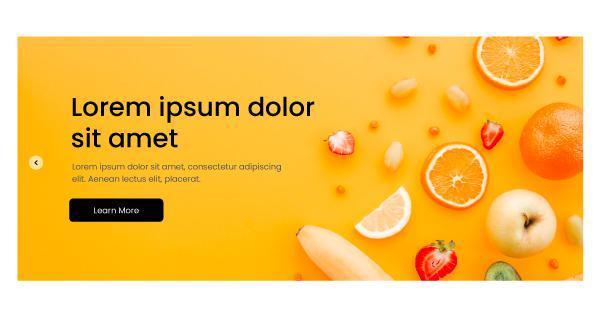 Lorem ipsum dolor
sit amet
Lorem ipsum dolor sit amet, consectetur adipiscing
elit. Aenean lectus elit, placerat.
Learn More